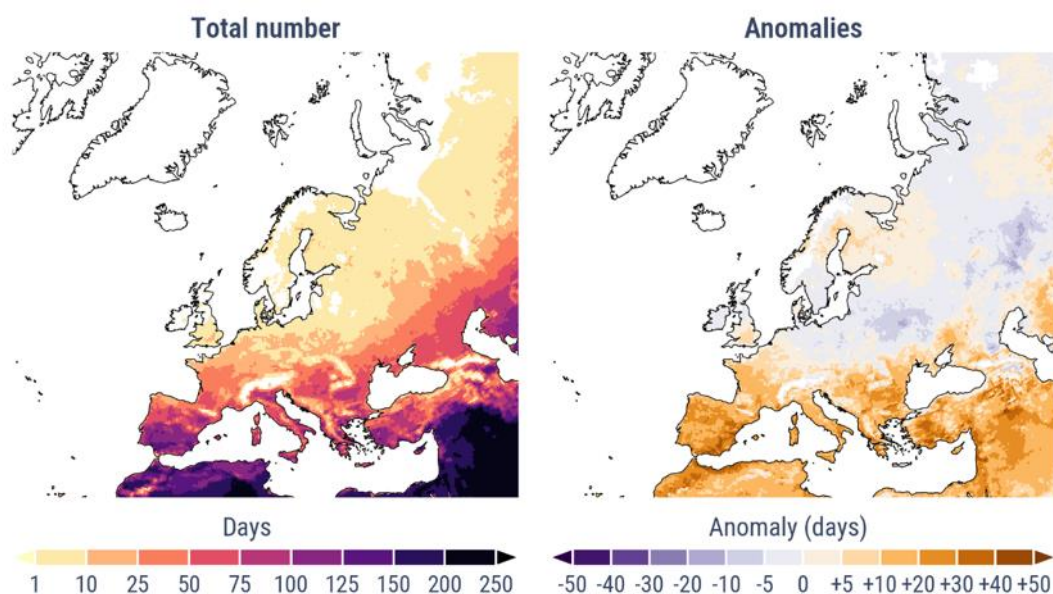 Total number
Anomalies
Days
1 10 25 50 75 100 125 150 200 250
Anomaly (days)
-50 -40 -30 -20 -10 -5 0 +5 +10 +20 +30 +40 +50